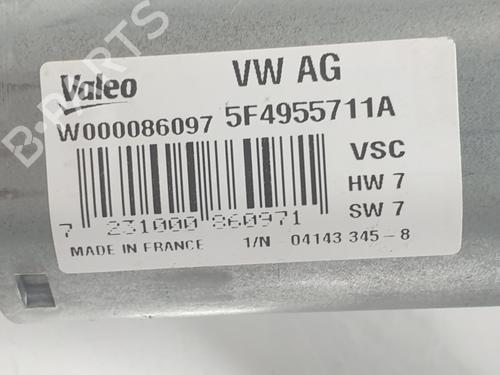 Valeo VW AG
W000086097 5F4955711A
VSC
HW 7
SW 7
7 231000 860971
MADE IN FRANCE 1/N 04143 345-8
B-PARTS